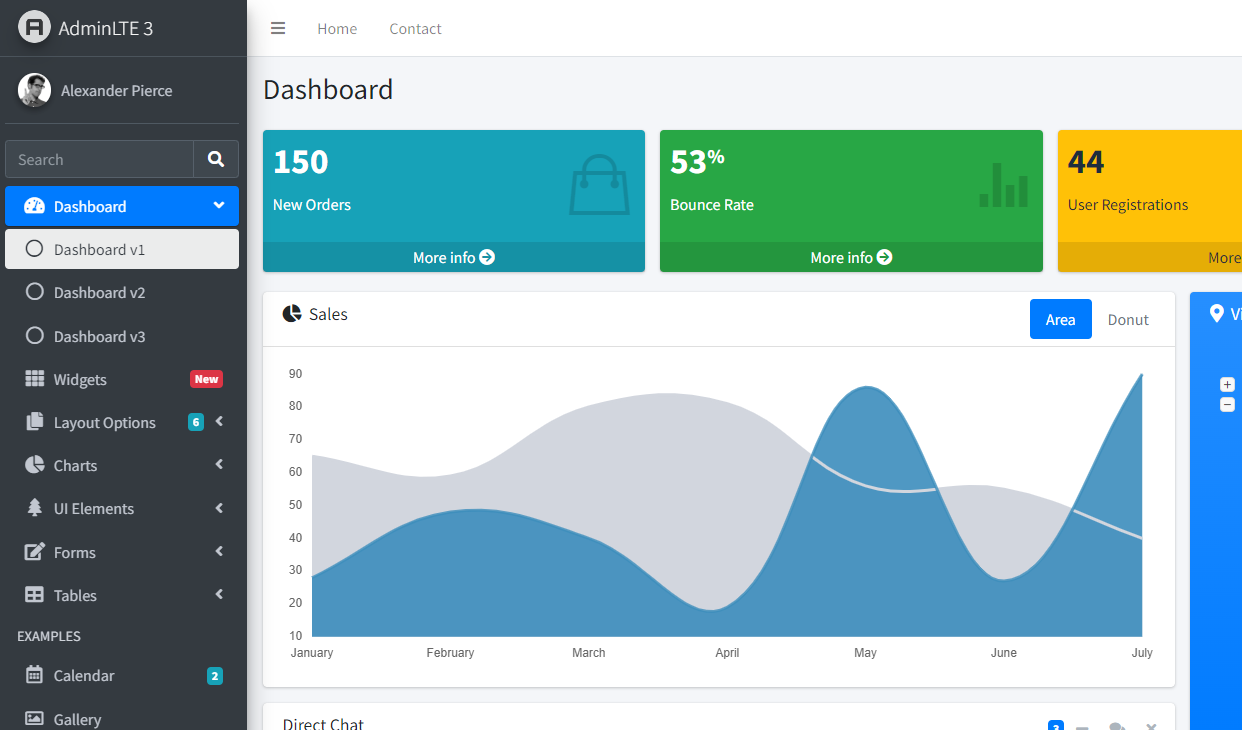 AdminLTE 3
Home
Contact
Alexander Pierce
Search
Dashboard
Dashboard v1
Dashboard v2
Dashboard v3
Widgets New
Layout Options 6
Charts
UI Elements
Forms
Tables
EXAMPLES
Calendar 2
Gallery
Dashboard
150
New Orders
More info
53%
Bounce Rate
More info
44
User Registrations
More
Sales
Area
Donut
90
80
70
60
50
40
30
20
10
January February March April May June July
+
−
Direct Chat
3